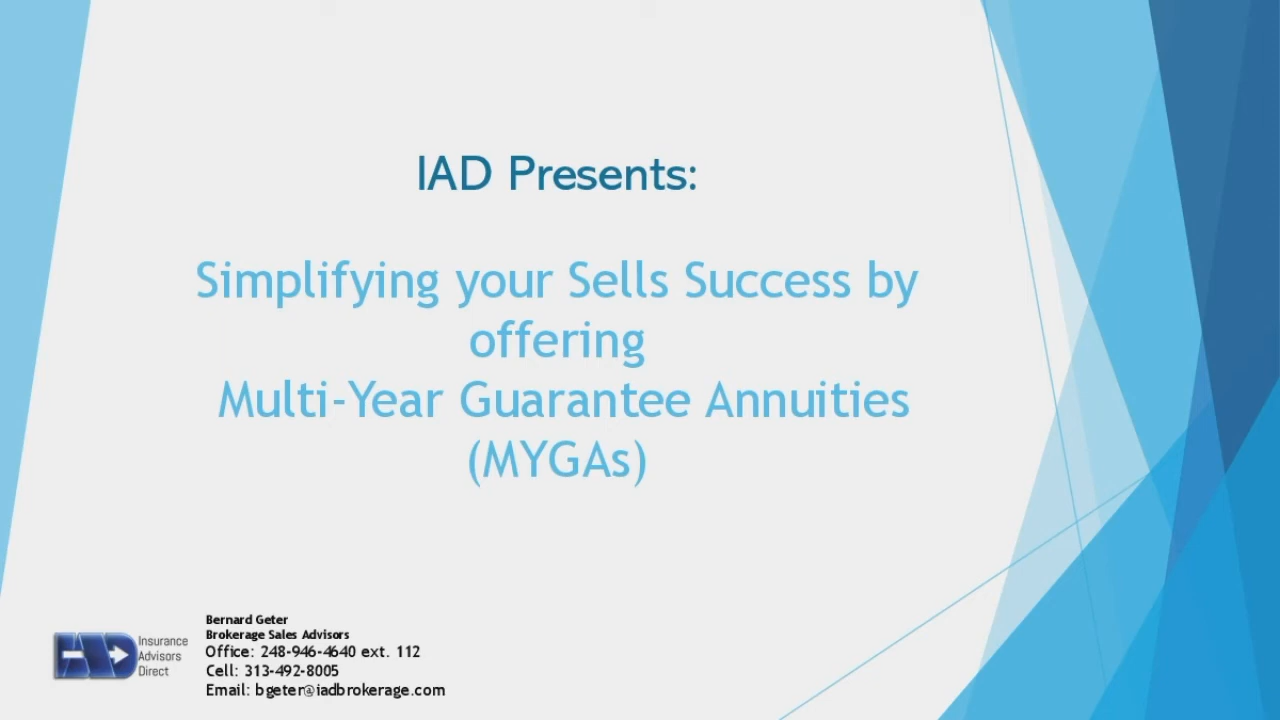 IAD Presents:
Simplifying your Sells Success by
offering
Multi-Year Guarantee Annuities
(MYGAs)
IAD
Insurance
Advisors
Direct
Bernard Geter
Brokerage Sales Advisors
Office: 248-946-4640 ext. 112
Cell: 313-492-8005
Email: bgeter@iadbrokerage.com